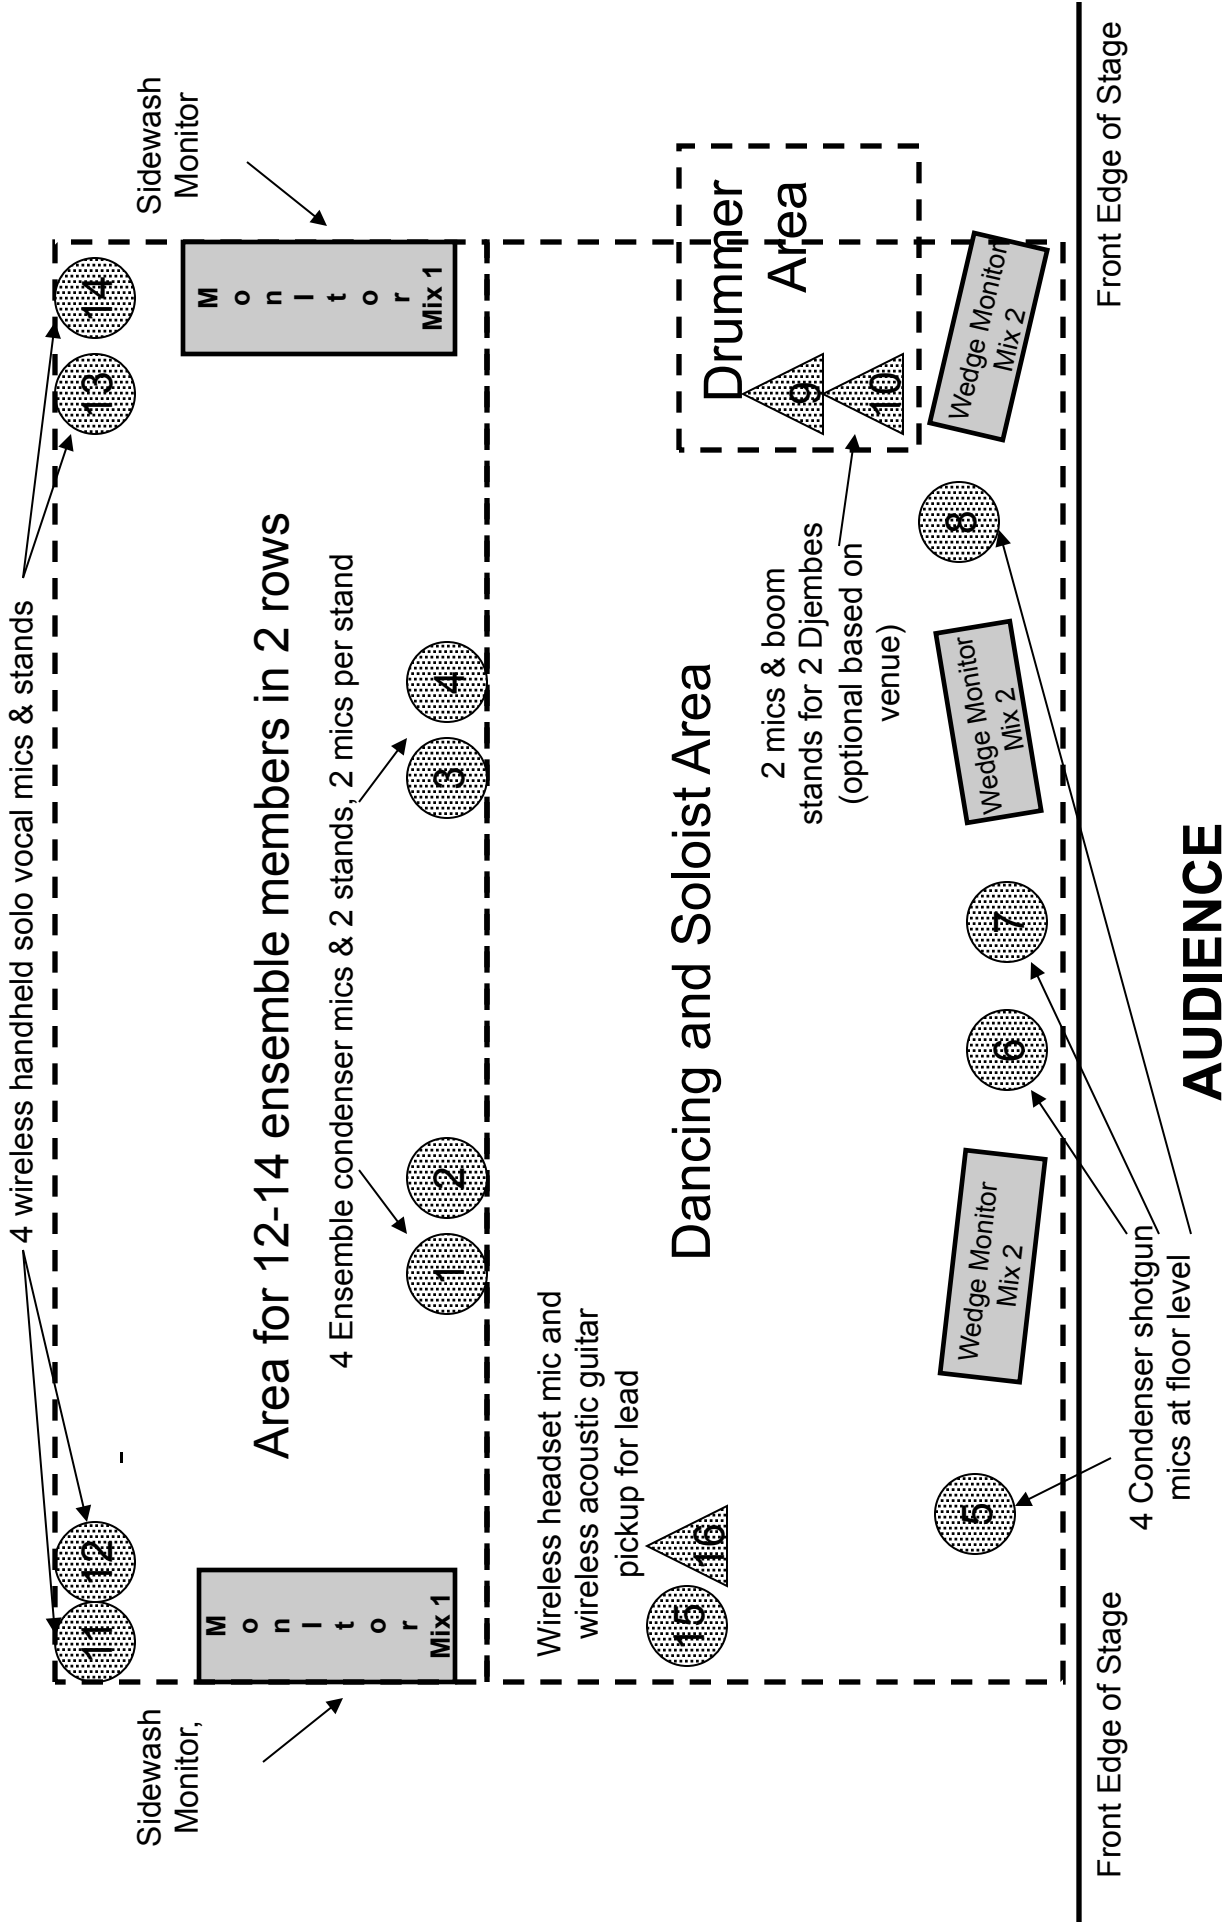 4 wireless handheld solo vocal mics & stands
11
12
13
14
Sidewash
Monitor,
Sidewash
Monitor
M
o
n
I
t
o
r
Mix 1
M
o
n
I
t
o
r
Mix 1
Area for 12-14 ensemble members in 2 rows
4 Ensemble condenser mics & 2 stands, 2 mics per stand
1
2
3
4
Wireless headset mic and
wireless acoustic guitar
pickup for lead
15
16
Dancing and Soloist Area
Drummer
Area
9
10
2 mics & boom
stands for 2 Djembes
(optional based on
venue)
5
6
7
8
Wedge Monitor
Mix 2
Wedge Monitor
Mix 2
Wedge Monitor
Mix 2
Front Edge of Stage
Front Edge of Stage
4 Condenser shotgun
mics at floor level
AUDIENCE